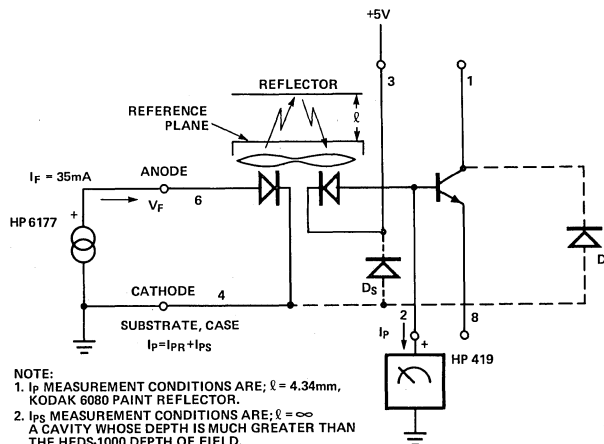 +5V
3
1
REFLECTOR
REFERENCE
PLANE
ℓ
IF = 35mA
ANODE
6
VF
HP 6177
+
DS
D
CATHODE
4
8
2
SUBSTRATE, CASE
IP=IPR+IPS
IP
+
HP 419
NOTE:
1. IP MEASUREMENT CONDITIONS ARE; ℓ = 4.34mm,
KODAK 6080 PAINT REFLECTOR.
2. IPS MEASUREMENT CONDITIONS ARE; ℓ = ∞
A CAVITY WHOSE DEPTH IS MUCH GREATER THAN
THE HEDS-1000 DEPTH OF FIELD.